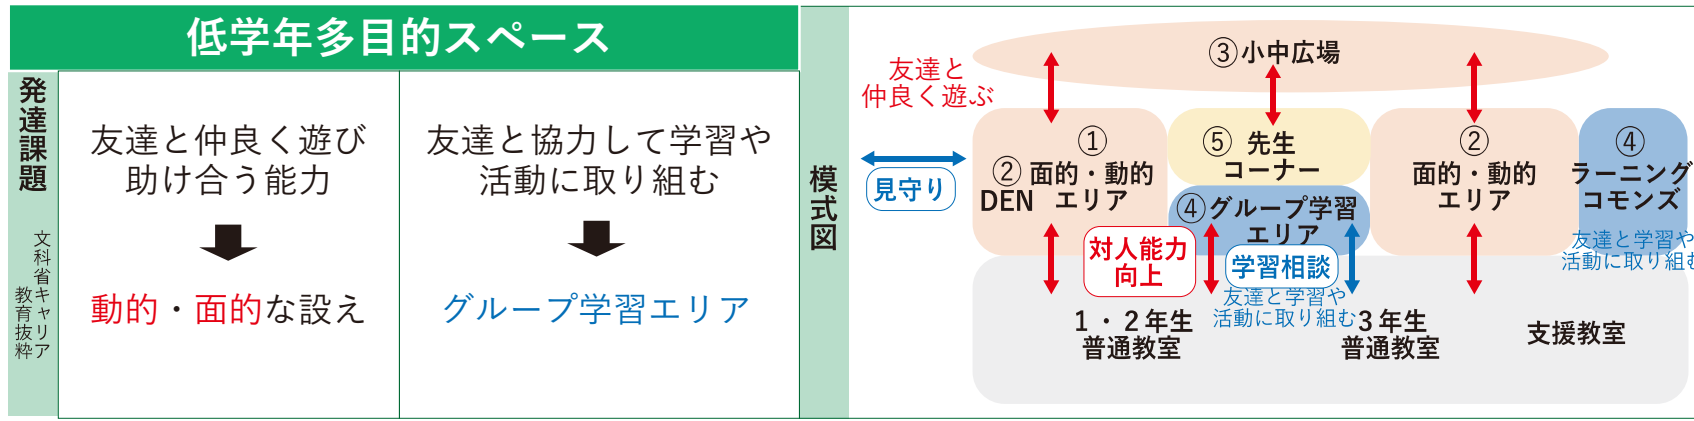 低学年多目的スペース
発達課題
文科省キャリア
教育抜粋
友達と仲良く遊び
助け合う能力
動的・面的な設え
友達と協力して学習や
活動に取り組む
グループ学習エリア
模式図
③小中広場
友達と
仲良く遊ぶ
見守り
②
DEN
①
面的・動的
エリア
⑤ 先生
コーナー
④グループ学習
エリア
②
面的・動的
エリア
④
ラーニング
コモンズ
友達と学習や
活動に取り組む
対人能力
向上
学習相談
友達と学習や
活動に取り組む
1・2年生
普通教室
3年生
普通教室
支援教室